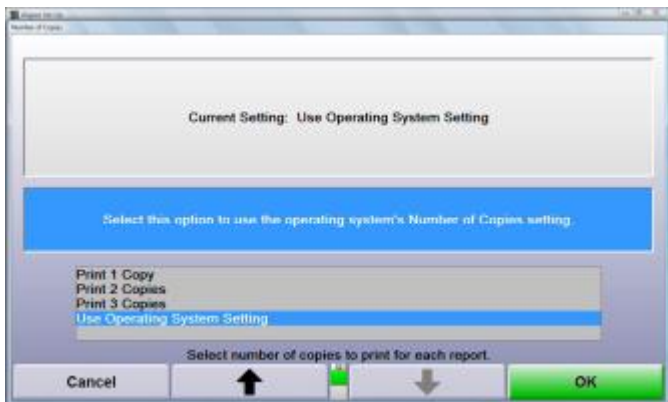 Number of Copies
Current Setting: Use Operating System Setting
Select this option to use the operating system's Number of Copies setting.
Print 1 Copy
Print 2 Copies
Print 3 Copies
Use Operating System Setting
Select number of copies to print for each report.
Cancel
OK